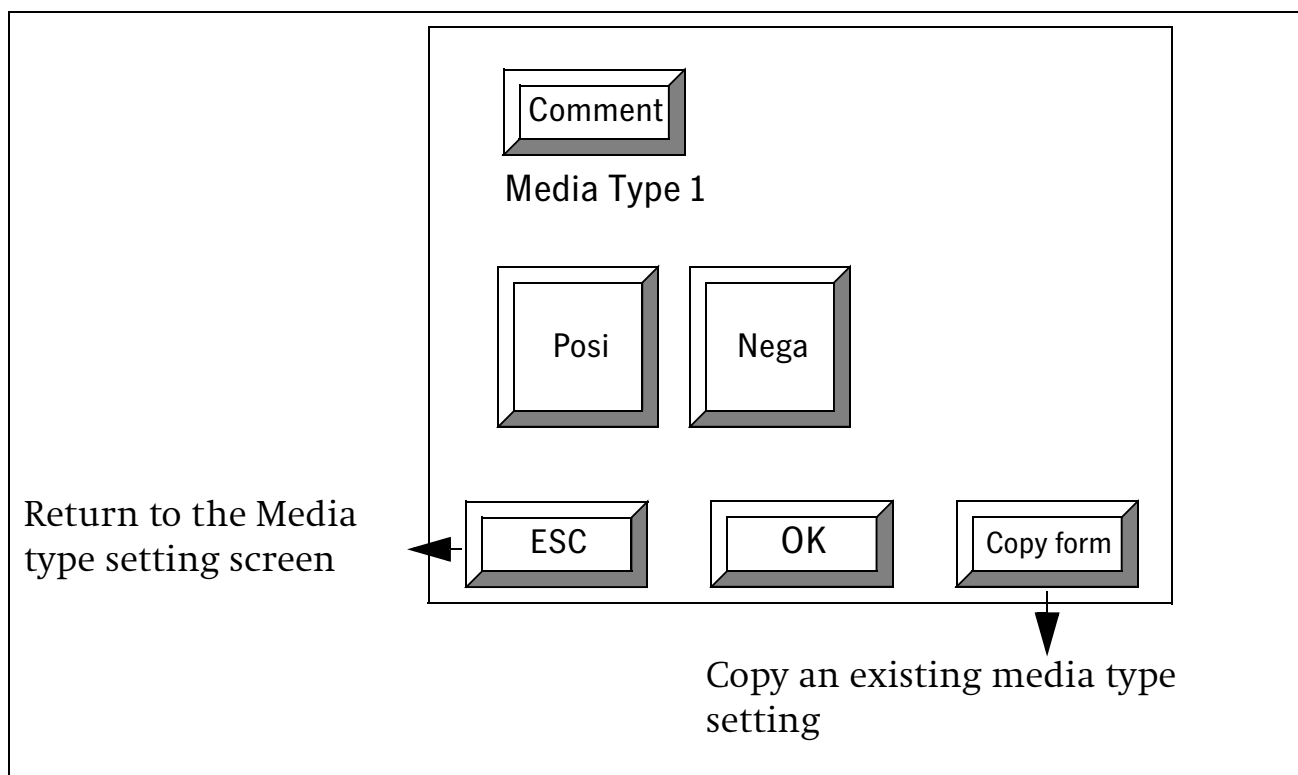 Comment
Media Type 1
Posi
Nega
Return to the Media
type setting screen
ESC
OK
Copy form
Copy an existing media type
setting